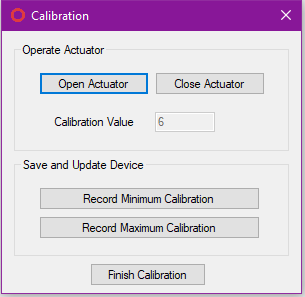 Calibration
Operate Actuator
Open Actuator Close Actuator
Calibration Value 6
Save and Update Device
Record Minimum Calibration
Record Maximum Calibration
Finish Calibration